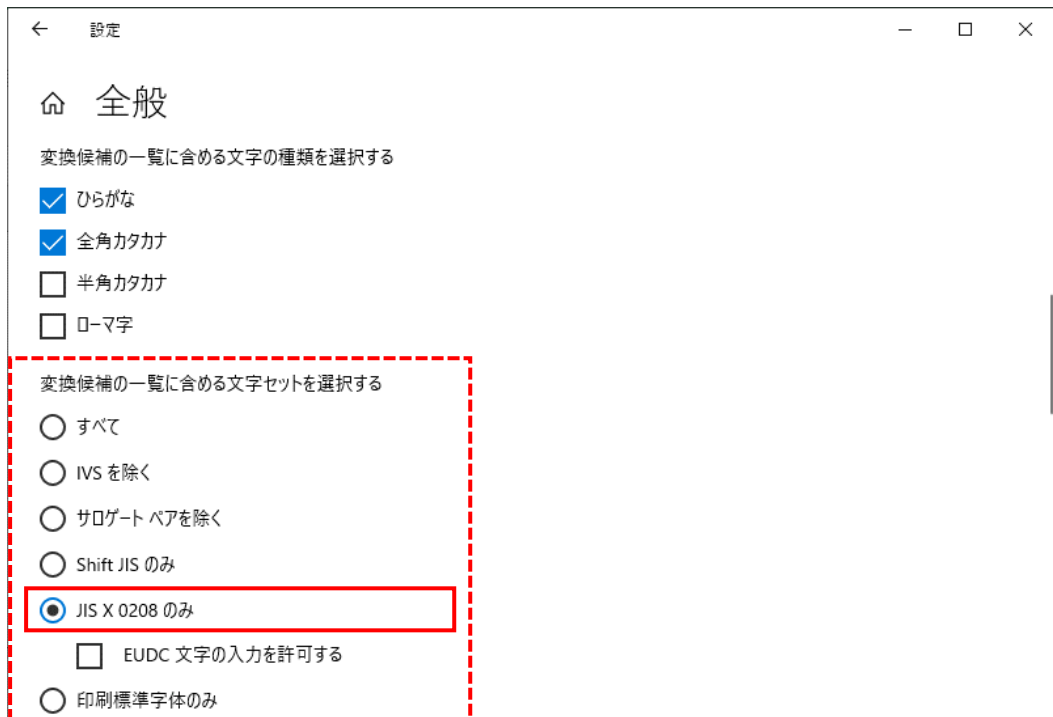 設定
全般
変換候補の一覧に含める文字の種類を選択する
ひらがな
全角カタカナ
半角カタカナ
ローマ字
変換候補の一覧に含める文字セットを選択する
すべて
IVS を除く
サロゲート ペアを除く
Shift JIS のみ
JIS X 0208 のみ
EUDC 文字の入力を許可する
印刷標準字体のみ